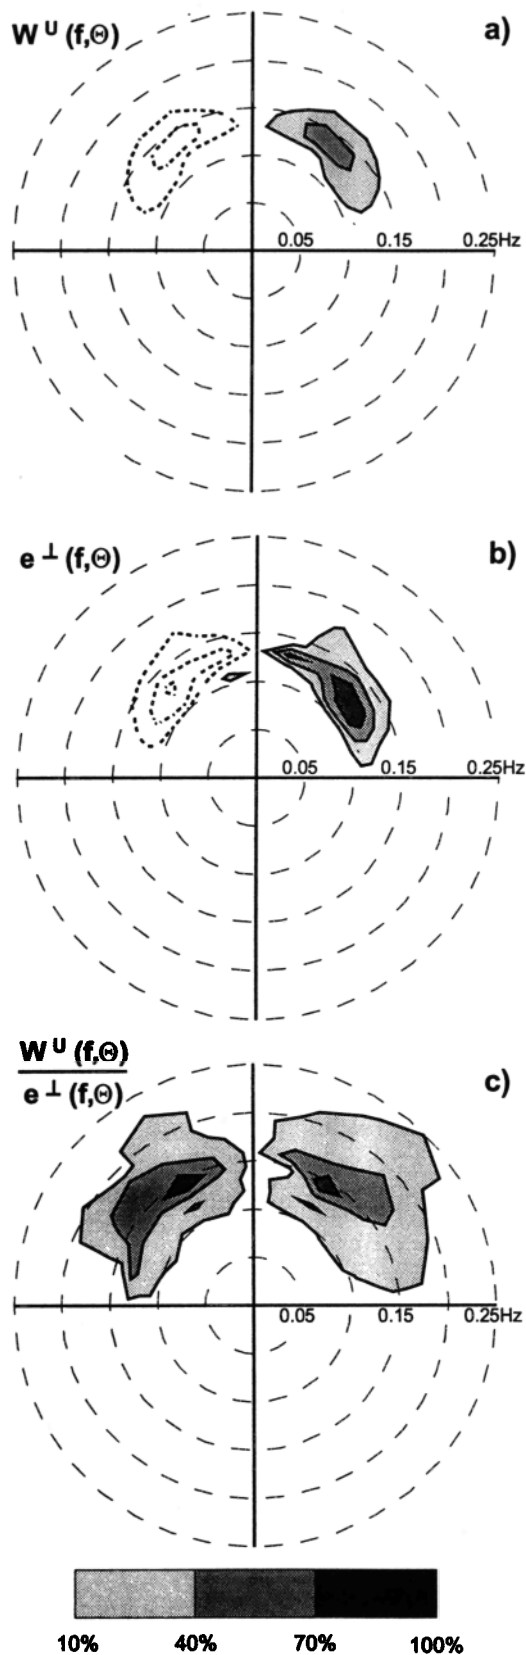 W ᵁ (f,Θ)
a)
0.05 0.15 0.25Hz
e ⊥ (f,Θ)
b)
0.05 0.15 0.25Hz
W ᵁ (f,Θ)
e ⊥ (f,Θ)
c)
0.05 0.15 0.25Hz
10% 40% 70% 100%